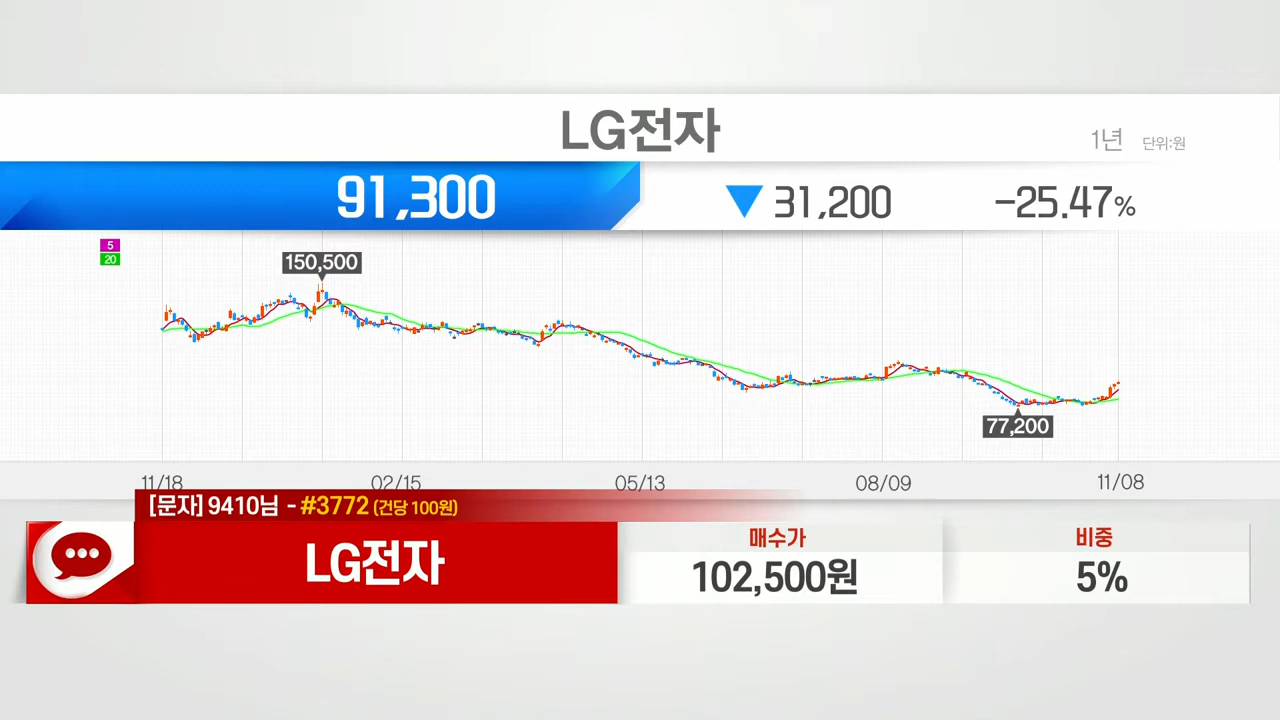 LG전자
1년 단위:원
91,300 ▼ 31,200 -25.47%
5
20
150,500
77,200
11/18 02/15 05/13 08/09 11/08
[문자] 9410님 - #3772 (건당 100원)
LG전자
매수가
102,500원
비중
5%